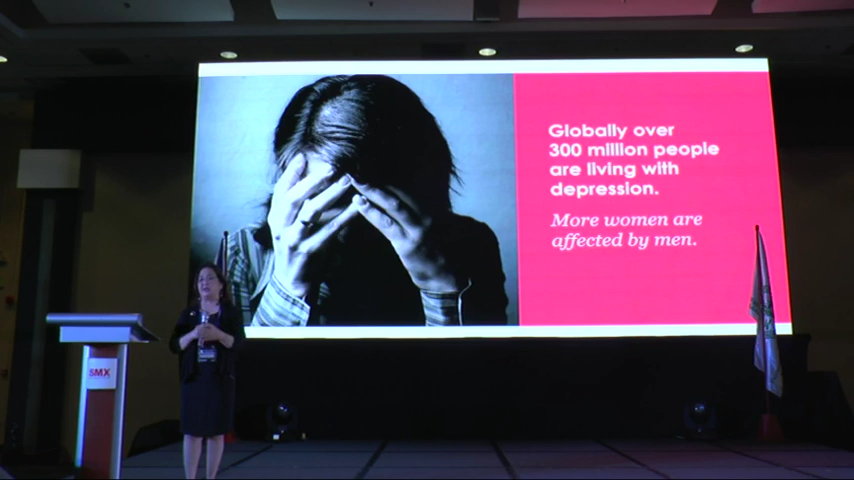 Globally over
300 million people
are living with
depression.
More women are
affected by men.
SMX